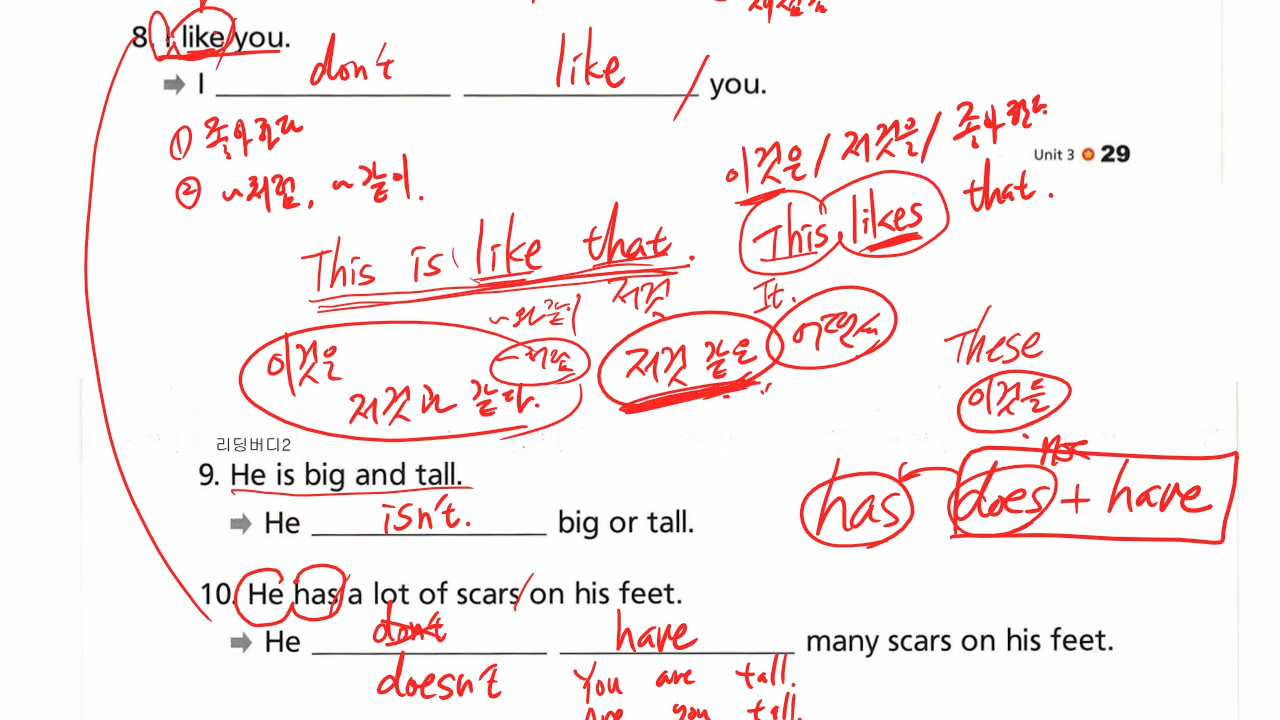 8. I like you.
➡ I don't like / you.
① 좋아한다
② ~처럼, ~같이.
이것은 / 저것을 / 좋아한다.
Unit 3 29
This likes that.
This is like that.
It.
~와 같이 저것
이것은 ~처럼
저것과 같다.
저것 같은
These
이것들
리딩버디2
9. He is big and tall.
➡ He isn't. big or tall.
not
has does + have
10. He has / a lot of scars / on his feet.
➡ He don't have many scars on his feet.
doesn't
You are tall.
Are you tall.